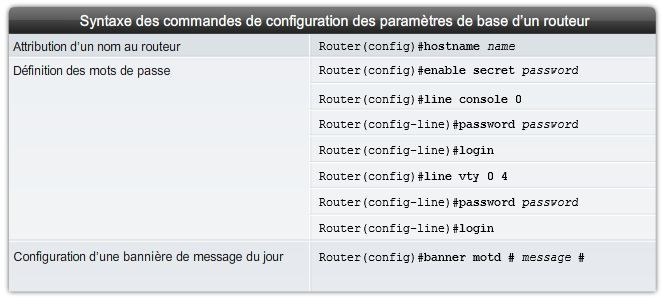 Syntaxe des commandes de configuration des paramètres de base d'un routeur
Attribution d'un nom au routeur Router(config)#hostname name
Définition des mots de passe Router(config)#enable secret password
Router(config)#line console 0
Router(config-line)#password password
Router(config-line)#login
Router(config)#line vty 0 4
Router(config-line)#password password
Router(config-line)#login
Configuration d'une bannière de message du jour Router(config)#banner motd # message #